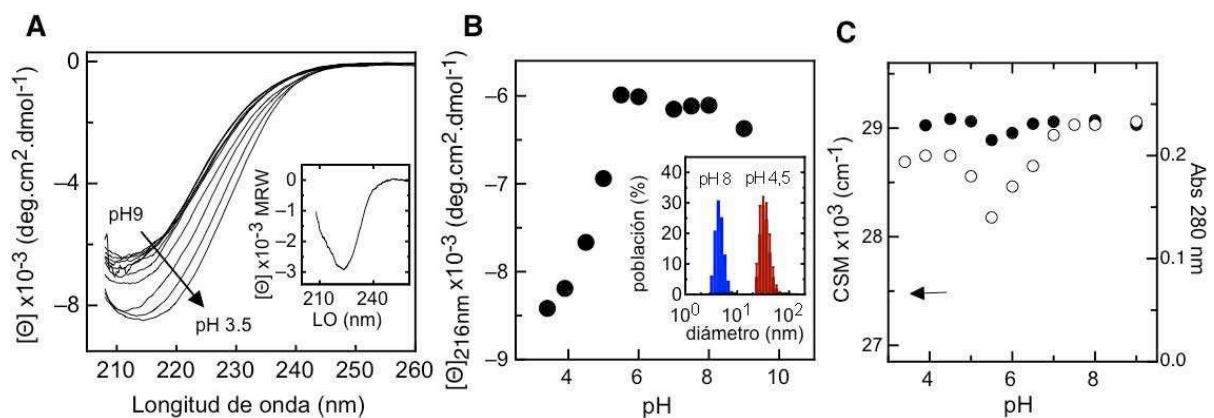 A
0
−4
−8
[Θ] x10⁻³ (deg.cm2.dmol⁻¹)
pH9
pH 3.5
210 220 230 240 250 260
Longitud de onda (nm)
[Θ] x10⁻³ MRW
0
−1
−2
−3
210 240
LO (nm)
B
[Θ]216nm x10⁻³ (deg.cm².dmol⁻¹)
−6
−7
−8
−9
4 6 8 10
pH
población (%)
40
30
20
10
0
pH 8 pH 4,5
10⁰ 10¹ 10²
diámetro (nm)
C
CSM x10³ (cm⁻¹)
29
28
27
4 6 8
pH
0.2
0.0
Abs 280 nm